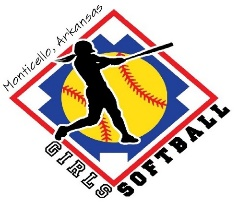 Monticello, Arkansas
GIRLS
SOFTBALL